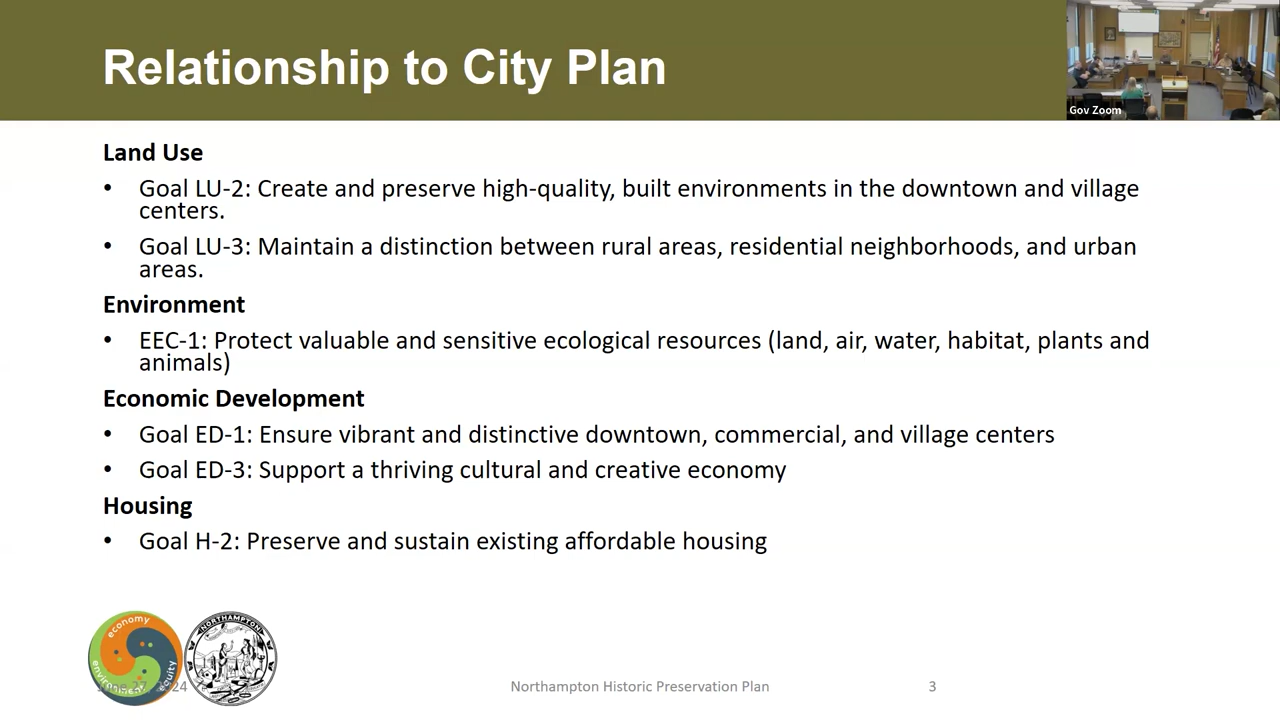 Relationship to City Plan
Gov Zoom
Land Use
• Goal LU-2: Create and preserve high-quality, built environments in the downtown and village
centers.
• Goal LU-3: Maintain a distinction between rural areas, residential neighborhoods, and urban
areas.
Environment
• EEC-1: Protect valuable and sensitive ecological resources (land, air, water, habitat, plants and
animals)
Economic Development
• Goal ED-1: Ensure vibrant and distinctive downtown, commercial, and village centers
• Goal ED-3: Support a thriving cultural and creative economy
Housing
• Goal H-2: Preserve and sustain existing affordable housing
economy
environment
equity
NORTHAMPTON
June 27, 2024
Northampton Historic Preservation Plan
3